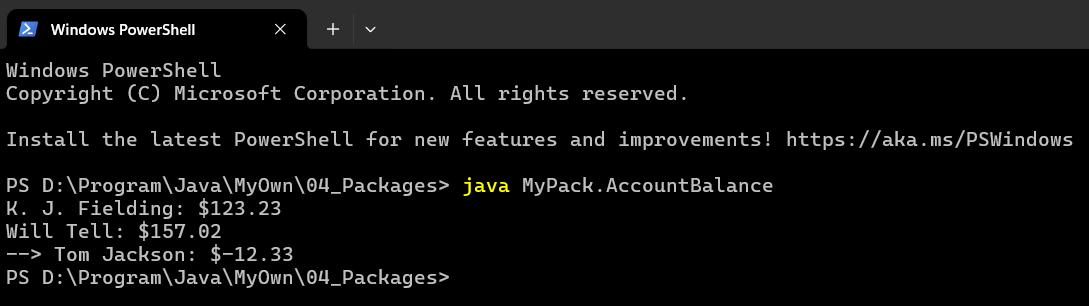 Windows PowerShell
Windows PowerShell
Copyright (C) Microsoft Corporation. All rights reserved.
Install the latest PowerShell for new features and improvements! https://aka.ms/PSWindows
PS D:\Program\Java\MyOwn\04_Packages> java MyPack.AccountBalance
K. J. Fielding: $123.23
Will Tell: $157.02
--> Tom Jackson: $-12.33
PS D:\Program\Java\MyOwn\04_Packages>